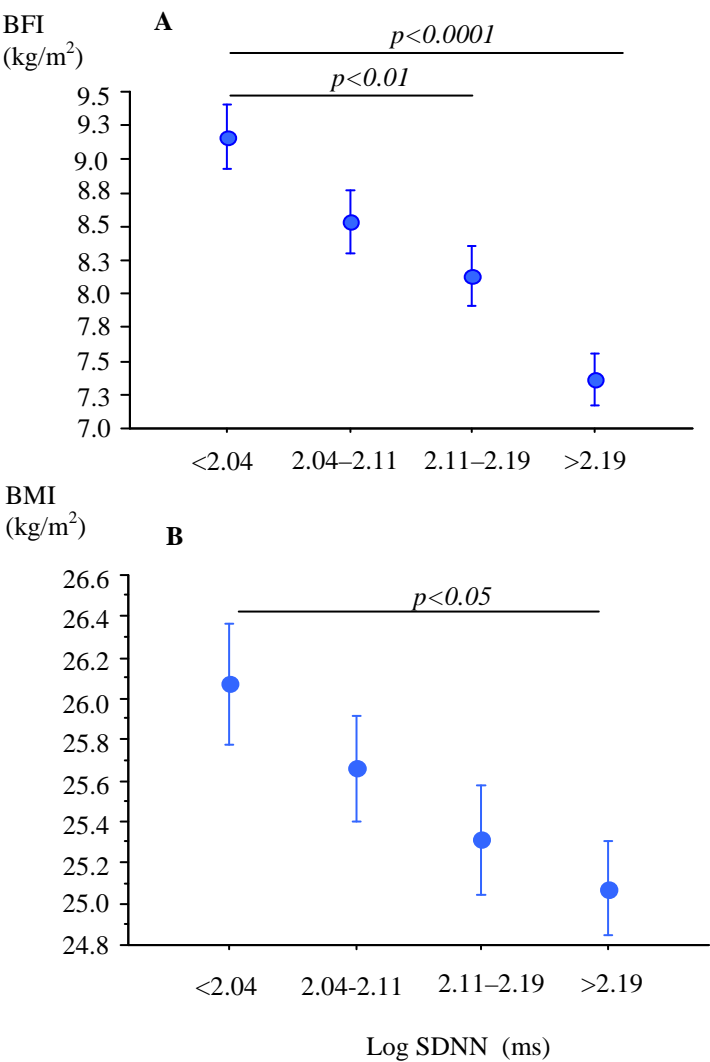 BFI
(kg/m²)
A
p<0.0001
p<0.01
9.5
9.3
9.0
8.8
8.5
8.3
8.0
7.8
7.5
7.3
7.0
<2.04 2.04–2.11 2.11–2.19 >2.19
BMI
(kg/m²)
B
p<0.05
26.6
26.4
26.2
26.0
25.8
25.6
25.4
25.2
25.0
24.8
<2.04 2.04-2.11 2.11–2.19 >2.19
Log SDNN (ms)